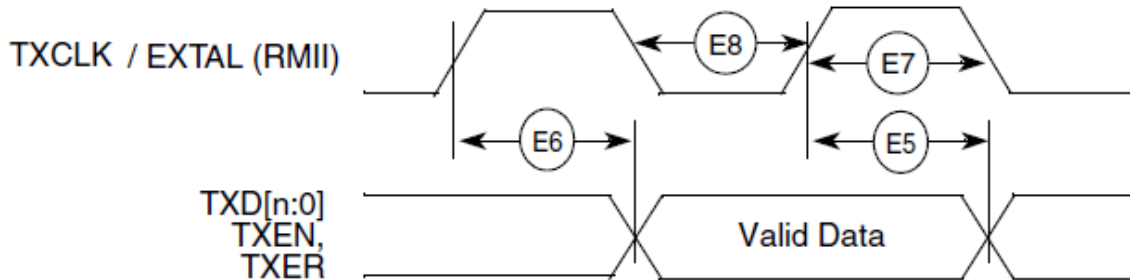 TXCLK / EXTAL (RMII)
E8
E7
E6
E5
TXD[n:0]
TXEN,
TXER
Valid Data